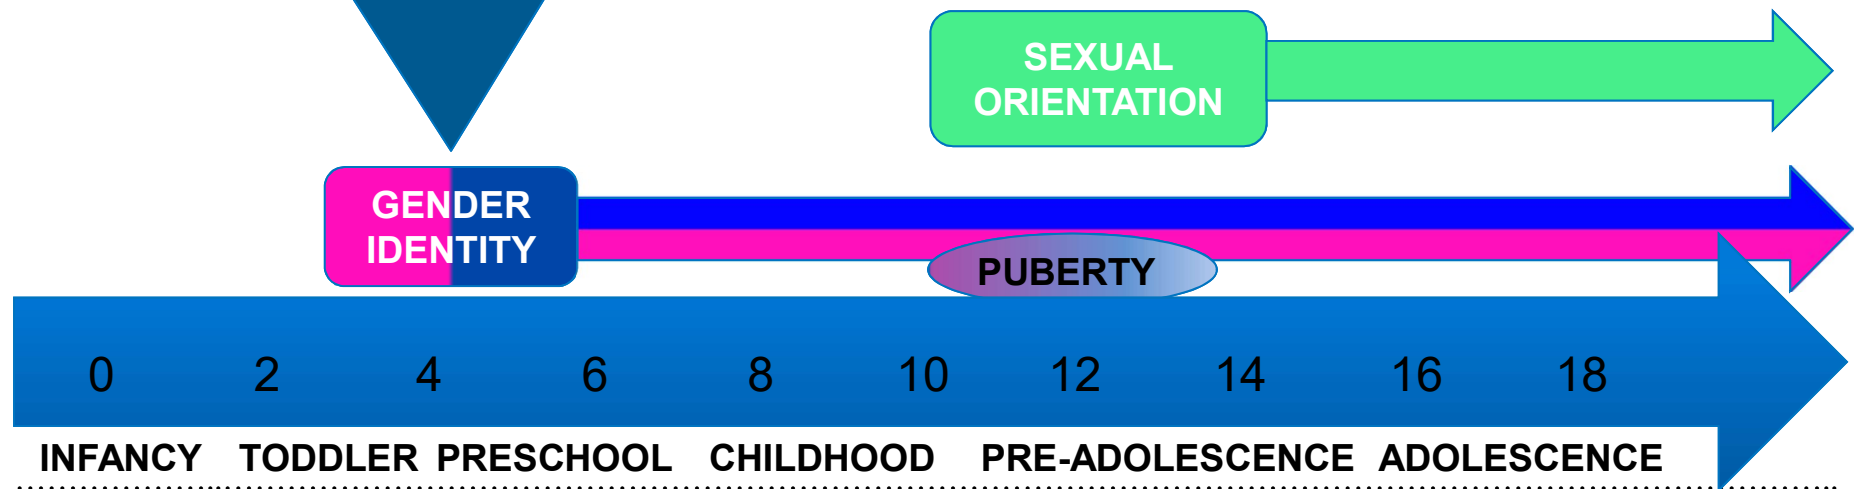 SEXUAL
ORIENTATION
GENDER
IDENTITY
PUBERTY
0 2 4 6 8 10 12 14 16 18
INFANCY TODDLER PRESCHOOL CHILDHOOD PRE-ADOLESCENCE ADOLESCENCE